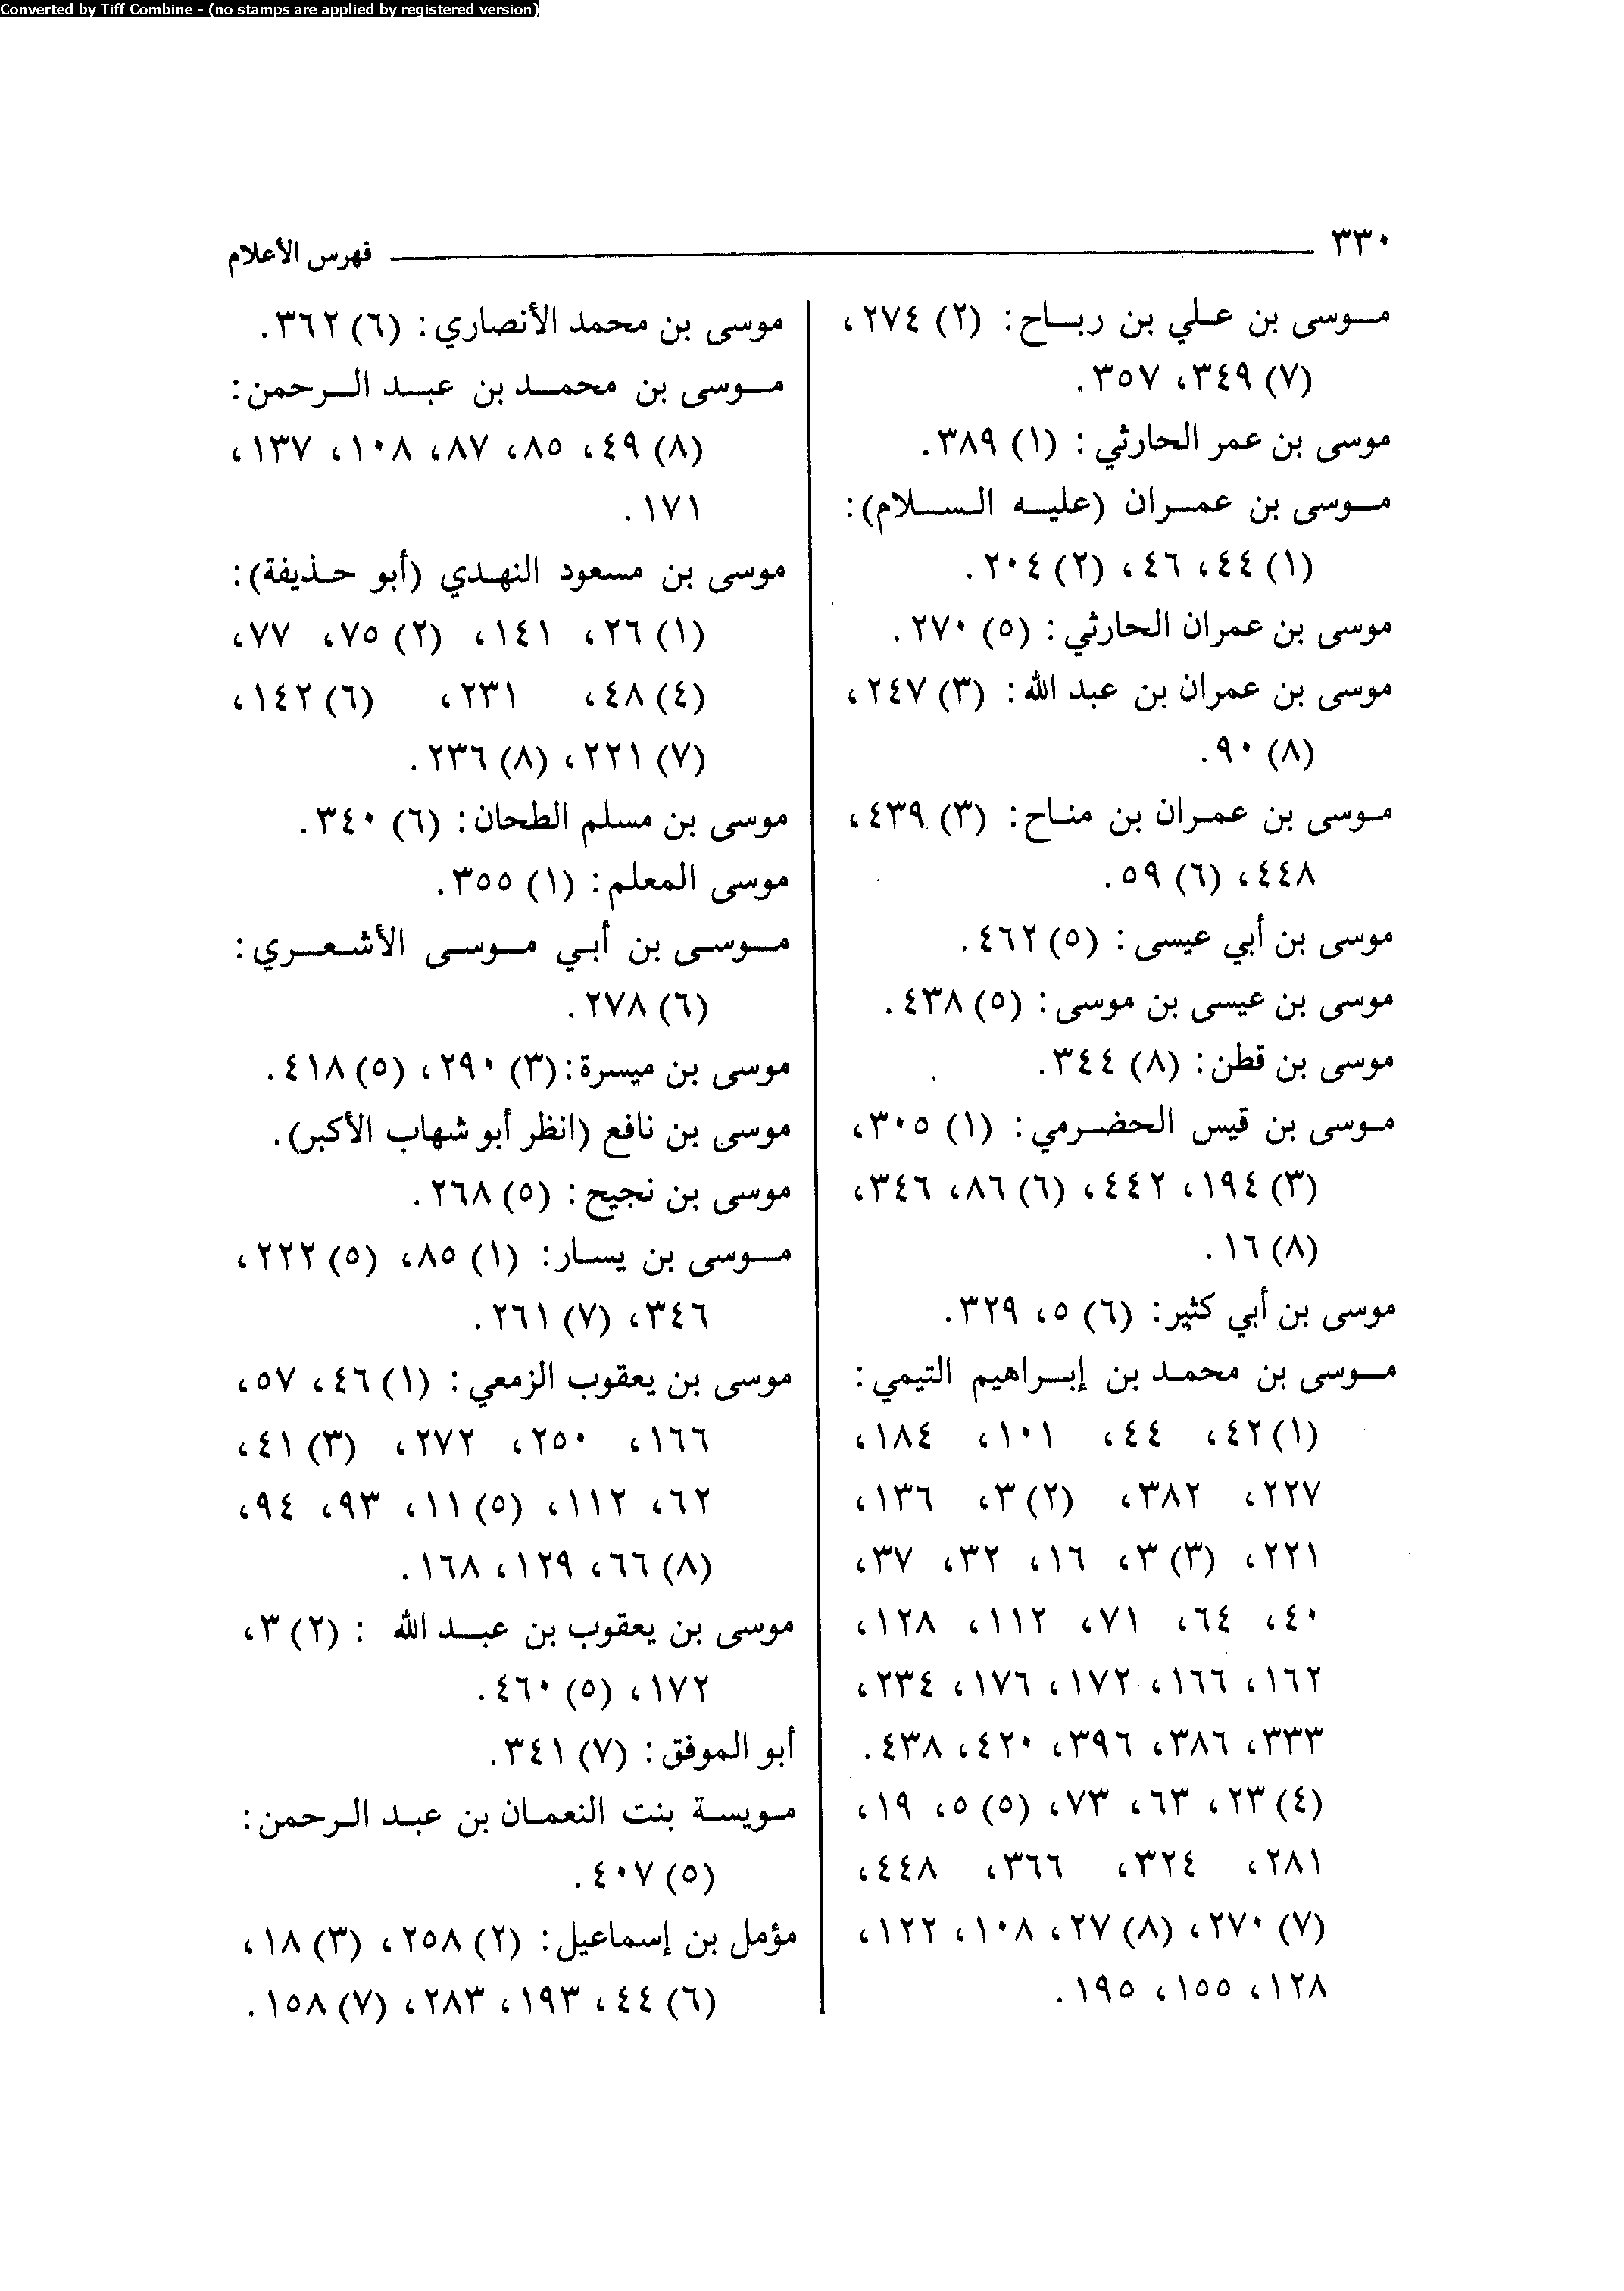 Converted by Tiff Combine - (no stamps are applied by registered version)
٣٣٠
فهرس الأعلام
موسى بن علي بن رباح: (٢) ٢٧٤،
(٧) ٣٤٩، ٣٥٧.
موسى بن عمر الحارثي: (١) ٣٨٩.
موسى بن عمران (عليه السلام):
(١) ٤٤، ٤٦، (٢) ٢٠٤.
موسى بن عمران الحارثي: (٥) ٢٧٠.
موسى بن عمران بن عبد الله: (٣) ٢٤٧،
(٨) ٩٠.
موسى بن عمران بن مناح: (٣) ٤٣٩،
٤٤٨، (٦) ٥٩.
موسى بن أبي عيسى: (٥) ٤٦٢.
موسى بن عيسى بن موسى: (٥) ٤٣٨.
موسى بن قطن: (٨) ٣٤٤.
موسى بن قيس الحضرمي: (١) ٣٠٥،
(٣) ١٩٤، ٤٤٢، (٦) ٨٦، ٣٤٦،
(٨) ١٦.
موسى بن أبي كثير: (٦) ٥، ٣٢٩.
موسى بن محمد بن إبراهيم التيمي:
(١) ٤٢، ٤٤، ١٠١، ١٨٤،
٢٢٧، ٣٨٢، (٢) ٣، ١٣٦،
٢٢١، (٣) ٣، ١٦، ٣٢، ٣٧،
٤٠، ٦٤، ٧١، ١١٢، ١٢٨،
١٦٢، ١٦٦، ١٧٢، ١٧٦، ٢٣٤،
٣٣٣، ٣٨٦، ٣٩٦، ٤٢٠، ٤٣٨.
(٤) ٢٣، ٦٣، ٧٣، (٥) ٥، ١٩،
٢٨١، ٣٢٤، ٣٦٦، ٤٤٨،
(٧) ٢٧٠، (٨) ٢٧، ١٠٨، ١٢٢،
١٢٨، ١٥٥، ١٩٥.
موسى بن محمد الأنصاري: (٦) ٣٦٢.
موسى بن محمد بن عبد الرحمن:
(٨) ٤٩، ٨٥، ٨٧، ١٠٨، ١٣٧،
١٧١.
موسى بن مسعود النهدي (أبو حذيفة):
(١) ٢٦، ١٤١، (٢) ٧٥، ٧٧،
(٤) ٤٨، ٢٣١، (٦) ١٤٢،
(٧) ٢٢١، (٨) ٢٣٦.
موسى بن مسلم الطحان: (٦) ٣٤٠.
موسى المعلم: (١) ٣٥٥.
موسى بن أبي موسى الأشعري:
(٦) ٢٧٨.
موسى بن ميسرة: (٣) ٢٩٠، (٥) ٤١٨.
موسى بن نافع (انظر أبو شهاب الأكبر).
موسى بن نجيح: (٥) ٢٦٨.
موسى بن يسار: (١) ٨٥، (٥) ٢٢٢،
٣٤٦، (٧) ٢٦١.
موسى بن يعقوب الزمعي: (١) ٤٦، ٥٧،
١٦٦، ٢٥٠، ٢٧٢، (٣) ٤١،
٦٢، ١١٢، (٥) ١١، ٩٣، ٩٤،
(٨) ٦٦، ١٢٩، ١٦٨.
موسى بن يعقوب بن عبد الله : (٢) ٣،
١٧٢، (٥) ٤٦٠.
أبو الموفق: (٧) ٣٤١.
مويسة بنت النعمان بن عبد الرحمن:
(٥) ٤٠٧.
مؤمل بن إسماعيل: (٢) ٢٥٨، (٣) ١٨،
(٦) ٤٤، ١٩٣، ٢٨٣، (٧) ١٥٨.